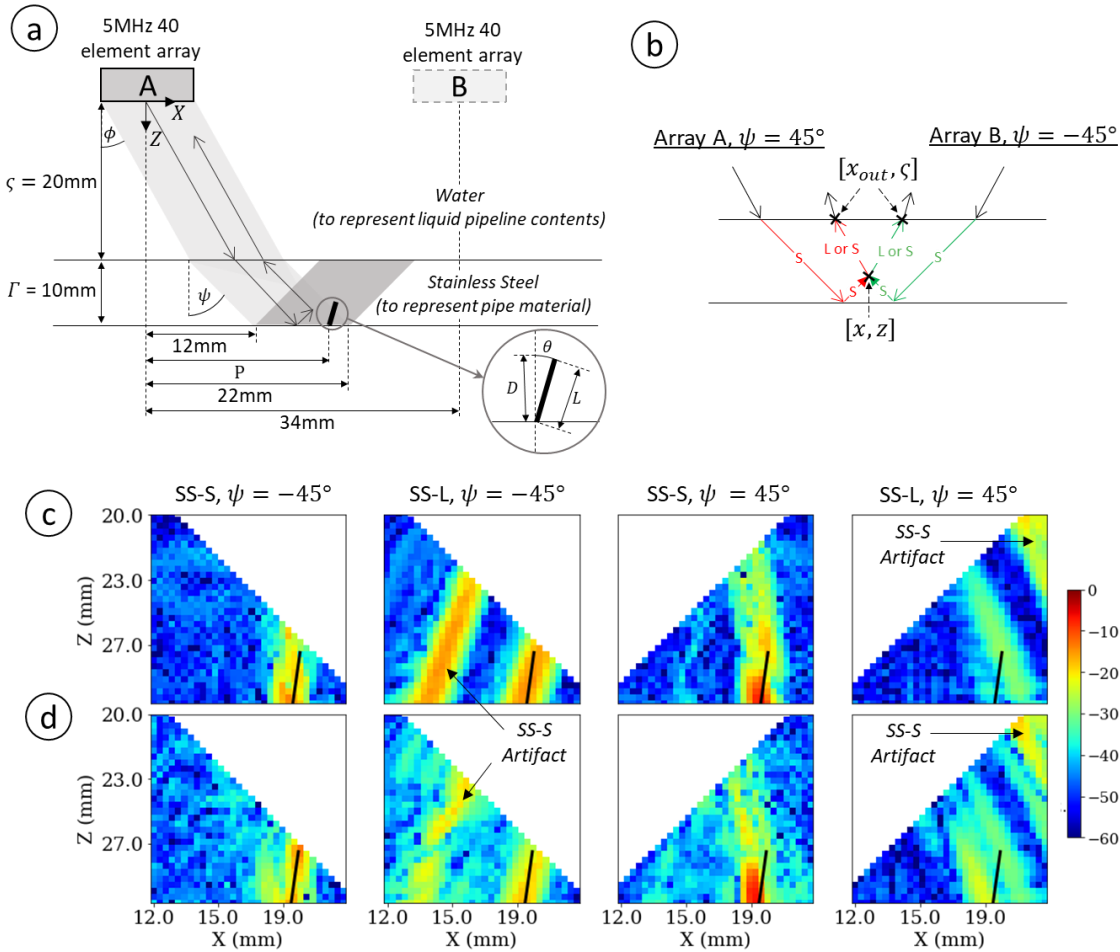 a
5MHz 40
element array
A
X
Z
ϕ
ς = 20mm
Γ = 10mm
ψ
5MHz 40
element array
B
Water
(to represent liquid pipeline contents)
Stainless Steel
(to represent pipe material)
12mm
P
22mm
34mm
θ
D
L
b
Array A, ψ = 45°
Array B, ψ = −45°
[x_out, ς]
S
L or S
L or S
S
S
S
[x, z]
c
SS-S, ψ = −45°
SS-L, ψ = −45°
SS-S, ψ = 45°
SS-L, ψ = 45°
20.0
23.0
27.0
Z (mm)
SS-S
Artifact
0
−10
−20
−30
−40
−50
−60
d
20.0
23.0
27.0
Z (mm)
SS-S
Artifact
SS-S
Artifact
12.0 15.0 19.0
X (mm)
12.0 15.0 19.0
X (mm)
12.0 15.0 19.0
X (mm)
12.0 15.0 19.0
X (mm)